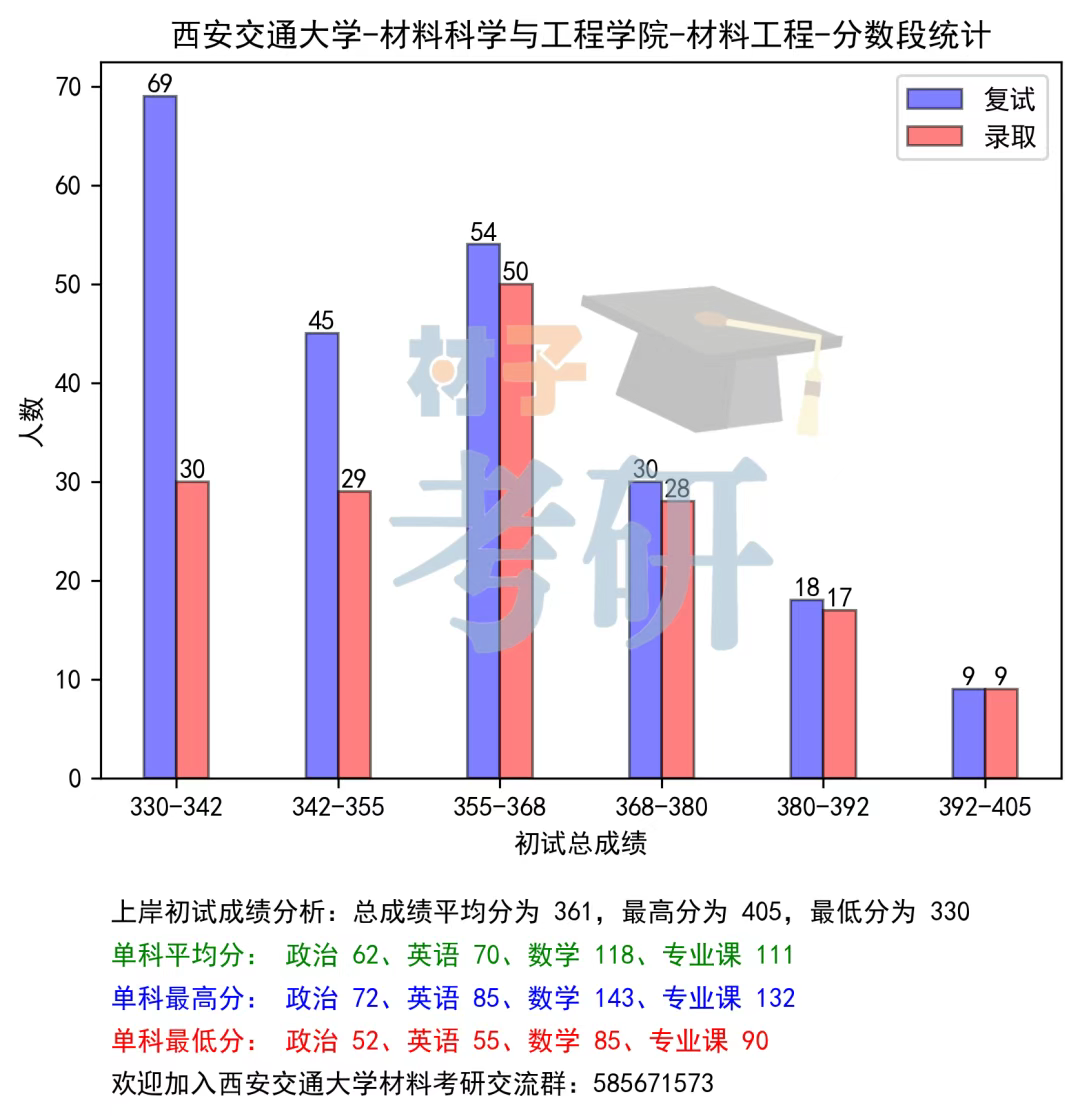 西安交通大学-材料科学与工程学院-材料工程-分数段统计
复试
录取
人数
70
60
50
40
30
20
10
0
69
30
45
29
54
50
30
28
18
17
9
9
材子
考研
330-342
342-355
355-368
368-380
380-392
392-405
初试总成绩
上岸初试成绩分析：总成绩平均分为 361，最高分为 405，最低分为 330
单科平均分： 政治 62、英语 70、数学 118、专业课 111
单科最高分： 政治 72、英语 85、数学 143、专业课 132
单科最低分： 政治 52、英语 55、数学 85、专业课 90
欢迎加入西安交通大学材料考研交流群：585671573